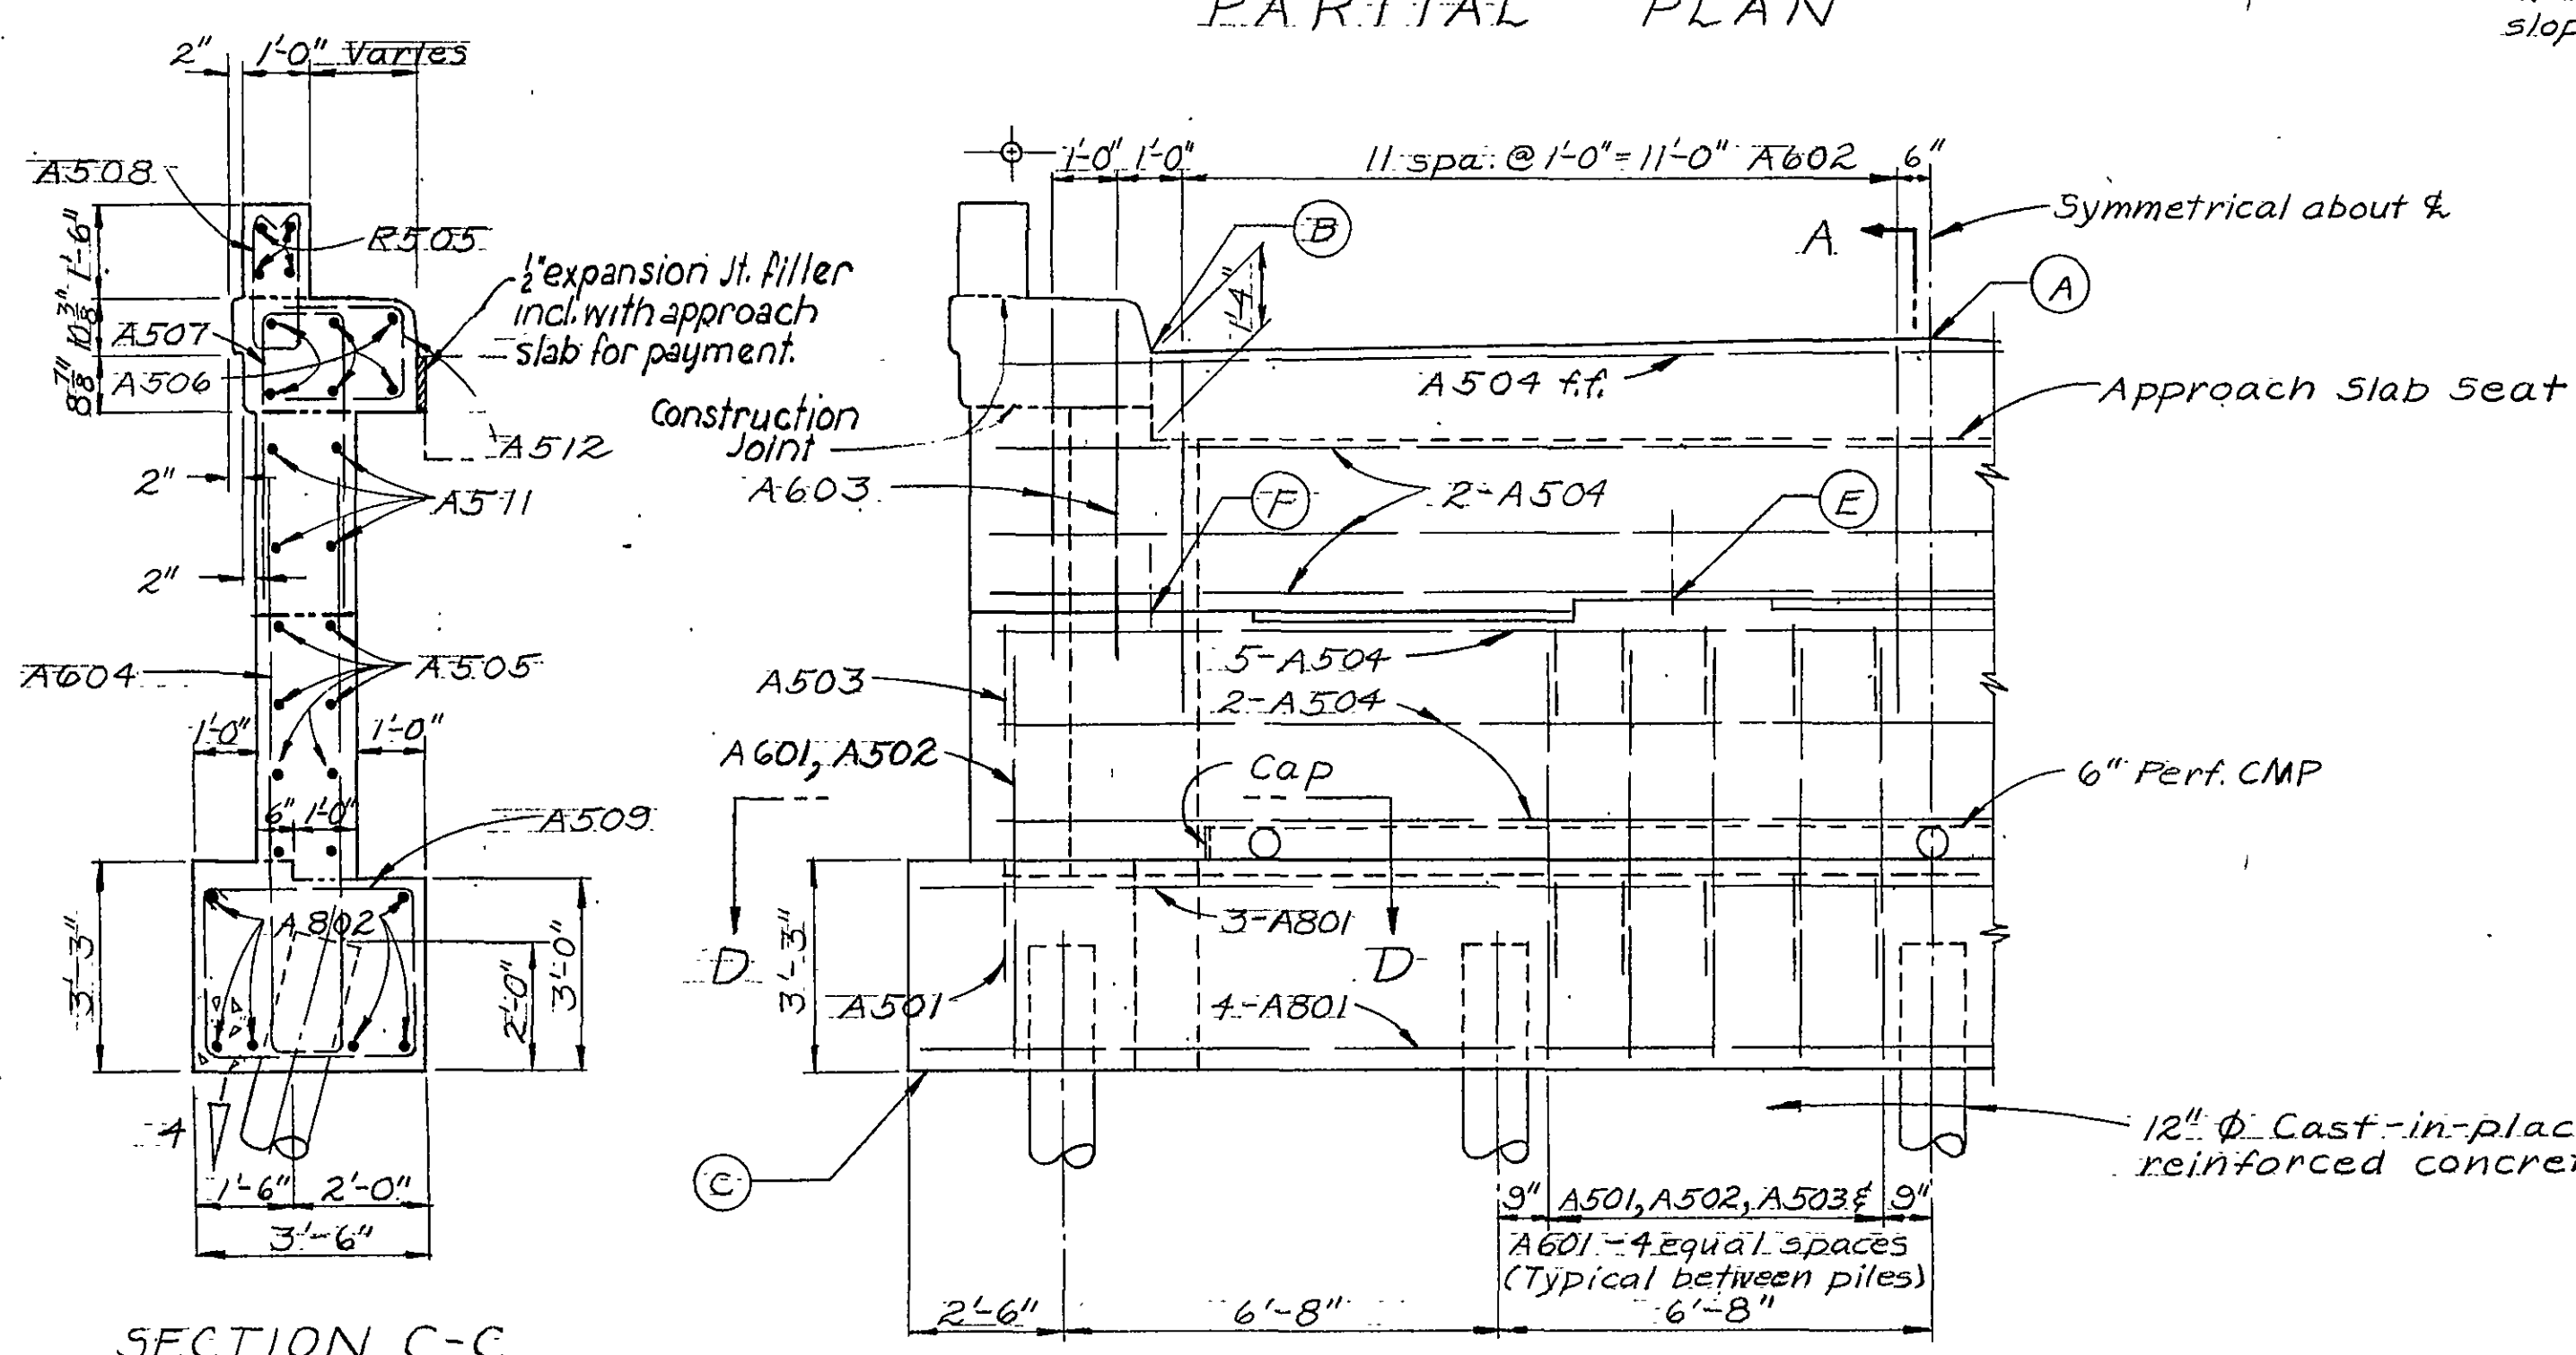 PARTIAL PLAN
slop
2" 1'-0" Varies
A508
R505
1'-6"
10 3/8"
8 7/8"
A507
A506
1/2" expansion Jt. filler
incl. with approach
slab for payment.
A512
2"
A511
2"
A604
A505
1'-0" 1'-0"
6" 1'-0"
A509
A802
3'-3"
2'-0"
3'-0"
4
1'-6" 2'-0"
3'-6"
SECTION C-C
1'-0" 1'-0" 11 spa. @ 1'-0" = 11'-0" A602 6"
Symmetrical about ℄
B
A
A
1'-4"
A504 f.f.
Approach Slab Seat
Construction
Joint
A603
F
2-A504
E
5-A504
A503
2-A504
A601, A502
Cap
6" Perf. CMP
D D
3-A801
3'-3"
A501
4-A801
12" Φ Cast-in-plac
reinforced concre
C
9" A501, A502, A503 & 9"
A601-4 equal spaces
(Typical between piles)
2'-6" 6'-8" 6'-8"